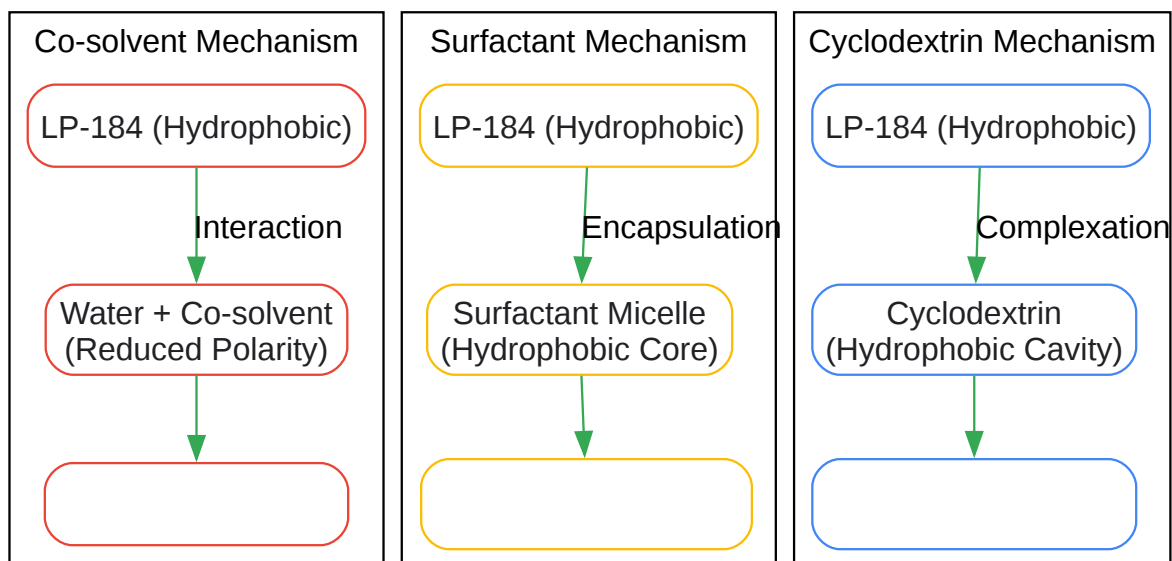 Co-solvent Mechanism
LP-184 (Hydrophobic)
Interaction
Water + Co-solvent
(Reduced Polarity)
Surfactant Mechanism
LP-184 (Hydrophobic)
Encapsulation
Surfactant Micelle
(Hydrophobic Core)
Cyclodextrin Mechanism
LP-184 (Hydrophobic)
Complexation
Cyclodextrin
(Hydrophobic Cavity)